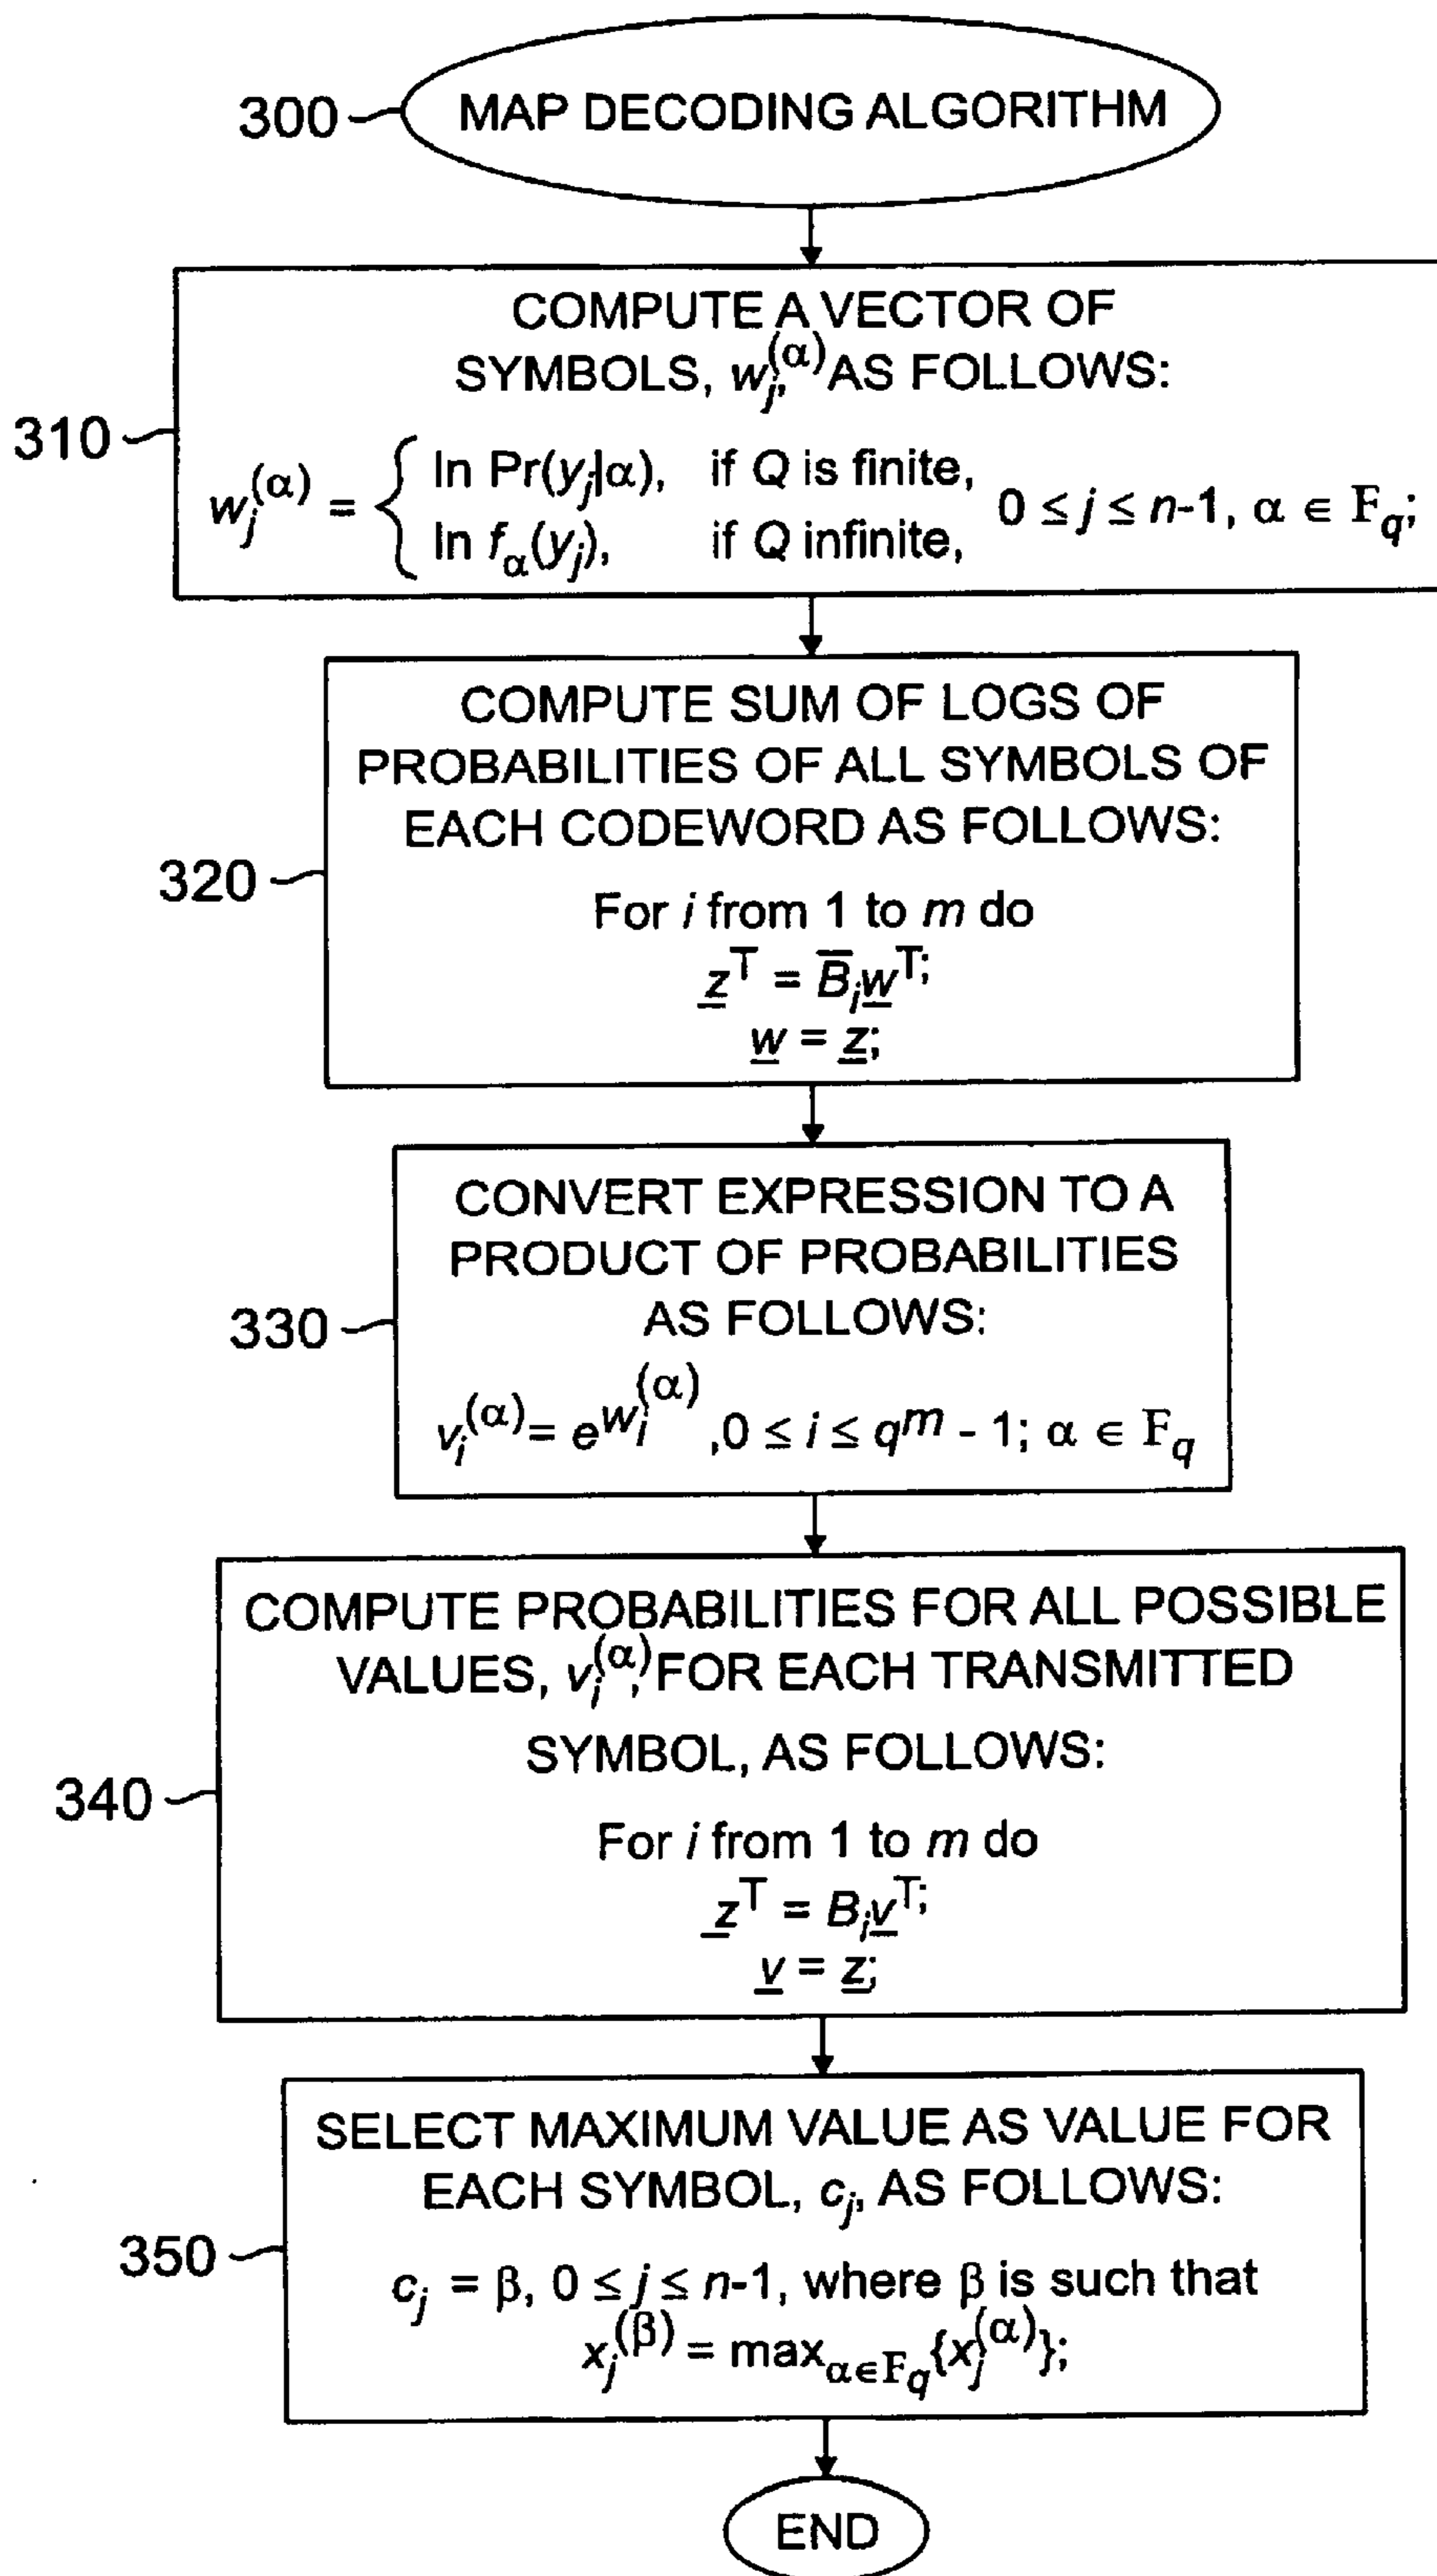 300
MAP DECODING ALGORITHM
310
COMPUTE A VECTOR OF
SYMBOLS, w_j^(α), AS FOLLOWS:
w_j^(α) = { ln Pr(y_j|α), if Q is finite,
ln f_α(y_j), if Q infinite,
0 ≤ j ≤ n-1, α ∈ F_q;
320
COMPUTE SUM OF LOGS OF
PROBABILITIES OF ALL SYMBOLS OF
EACH CODEWORD AS FOLLOWS:
For i from 1 to m do
z̲^T = B̅_i w̲^T;
w̲ = z̲;
330
CONVERT EXPRESSION TO A
PRODUCT OF PROBABILITIES
AS FOLLOWS:
v_i^(α) = e^{w_i^(α)}, 0 ≤ i ≤ q^m - 1; α ∈ F_q
340
COMPUTE PROBABILITIES FOR ALL POSSIBLE
VALUES, v_i^(α), FOR EACH TRANSMITTED
SYMBOL, AS FOLLOWS:
For i from 1 to m do
z̲^T = B_i v̲^T;
v̲ = z̲;
350
SELECT MAXIMUM VALUE AS VALUE FOR
EACH SYMBOL, c_j, AS FOLLOWS:
c_j = β, 0 ≤ j ≤ n-1, where β is such that
x_j^(β) = max_{α∈F_q}{x_j^(α)};
END